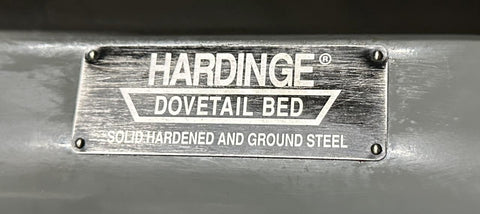 HARDINGE®
DOVETAIL BED
SOLID HARDENED AND GROUND STEEL